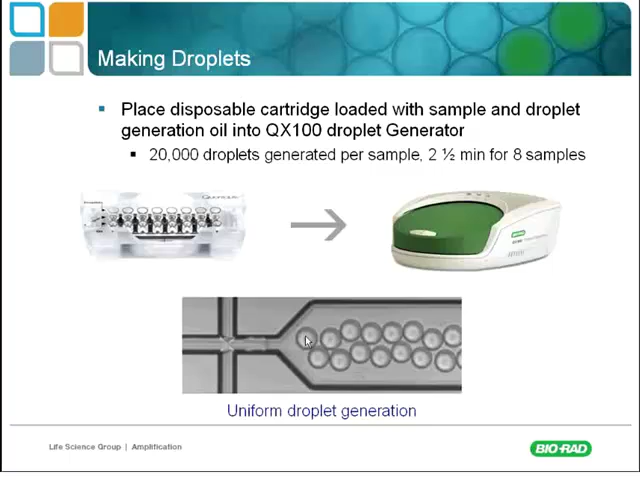 Making Droplets
Place disposable cartridge loaded with sample and droplet
generation oil into QX100 droplet Generator
20,000 droplets generated per sample, 2 ½ min for 8 samples
BIO-RAD
Uniform droplet generation
Life Science Group | Amplification
BIO-RAD